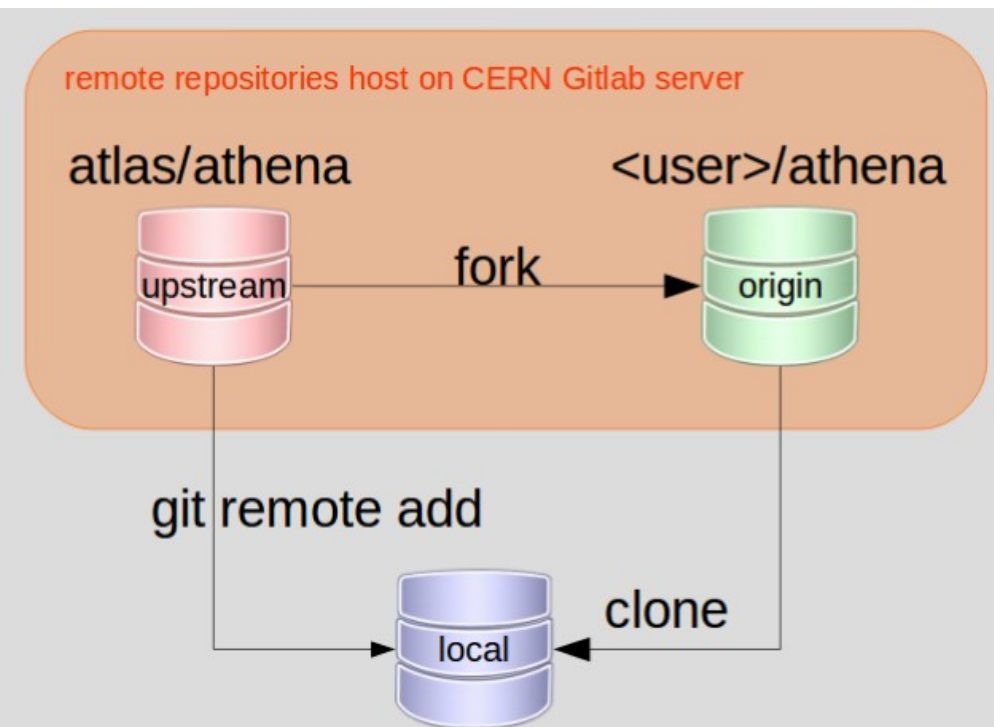 remote repositories host on CERN Gitlab server
atlas/athena
<user>/athena
upstream
fork
origin
git remote add
clone
local